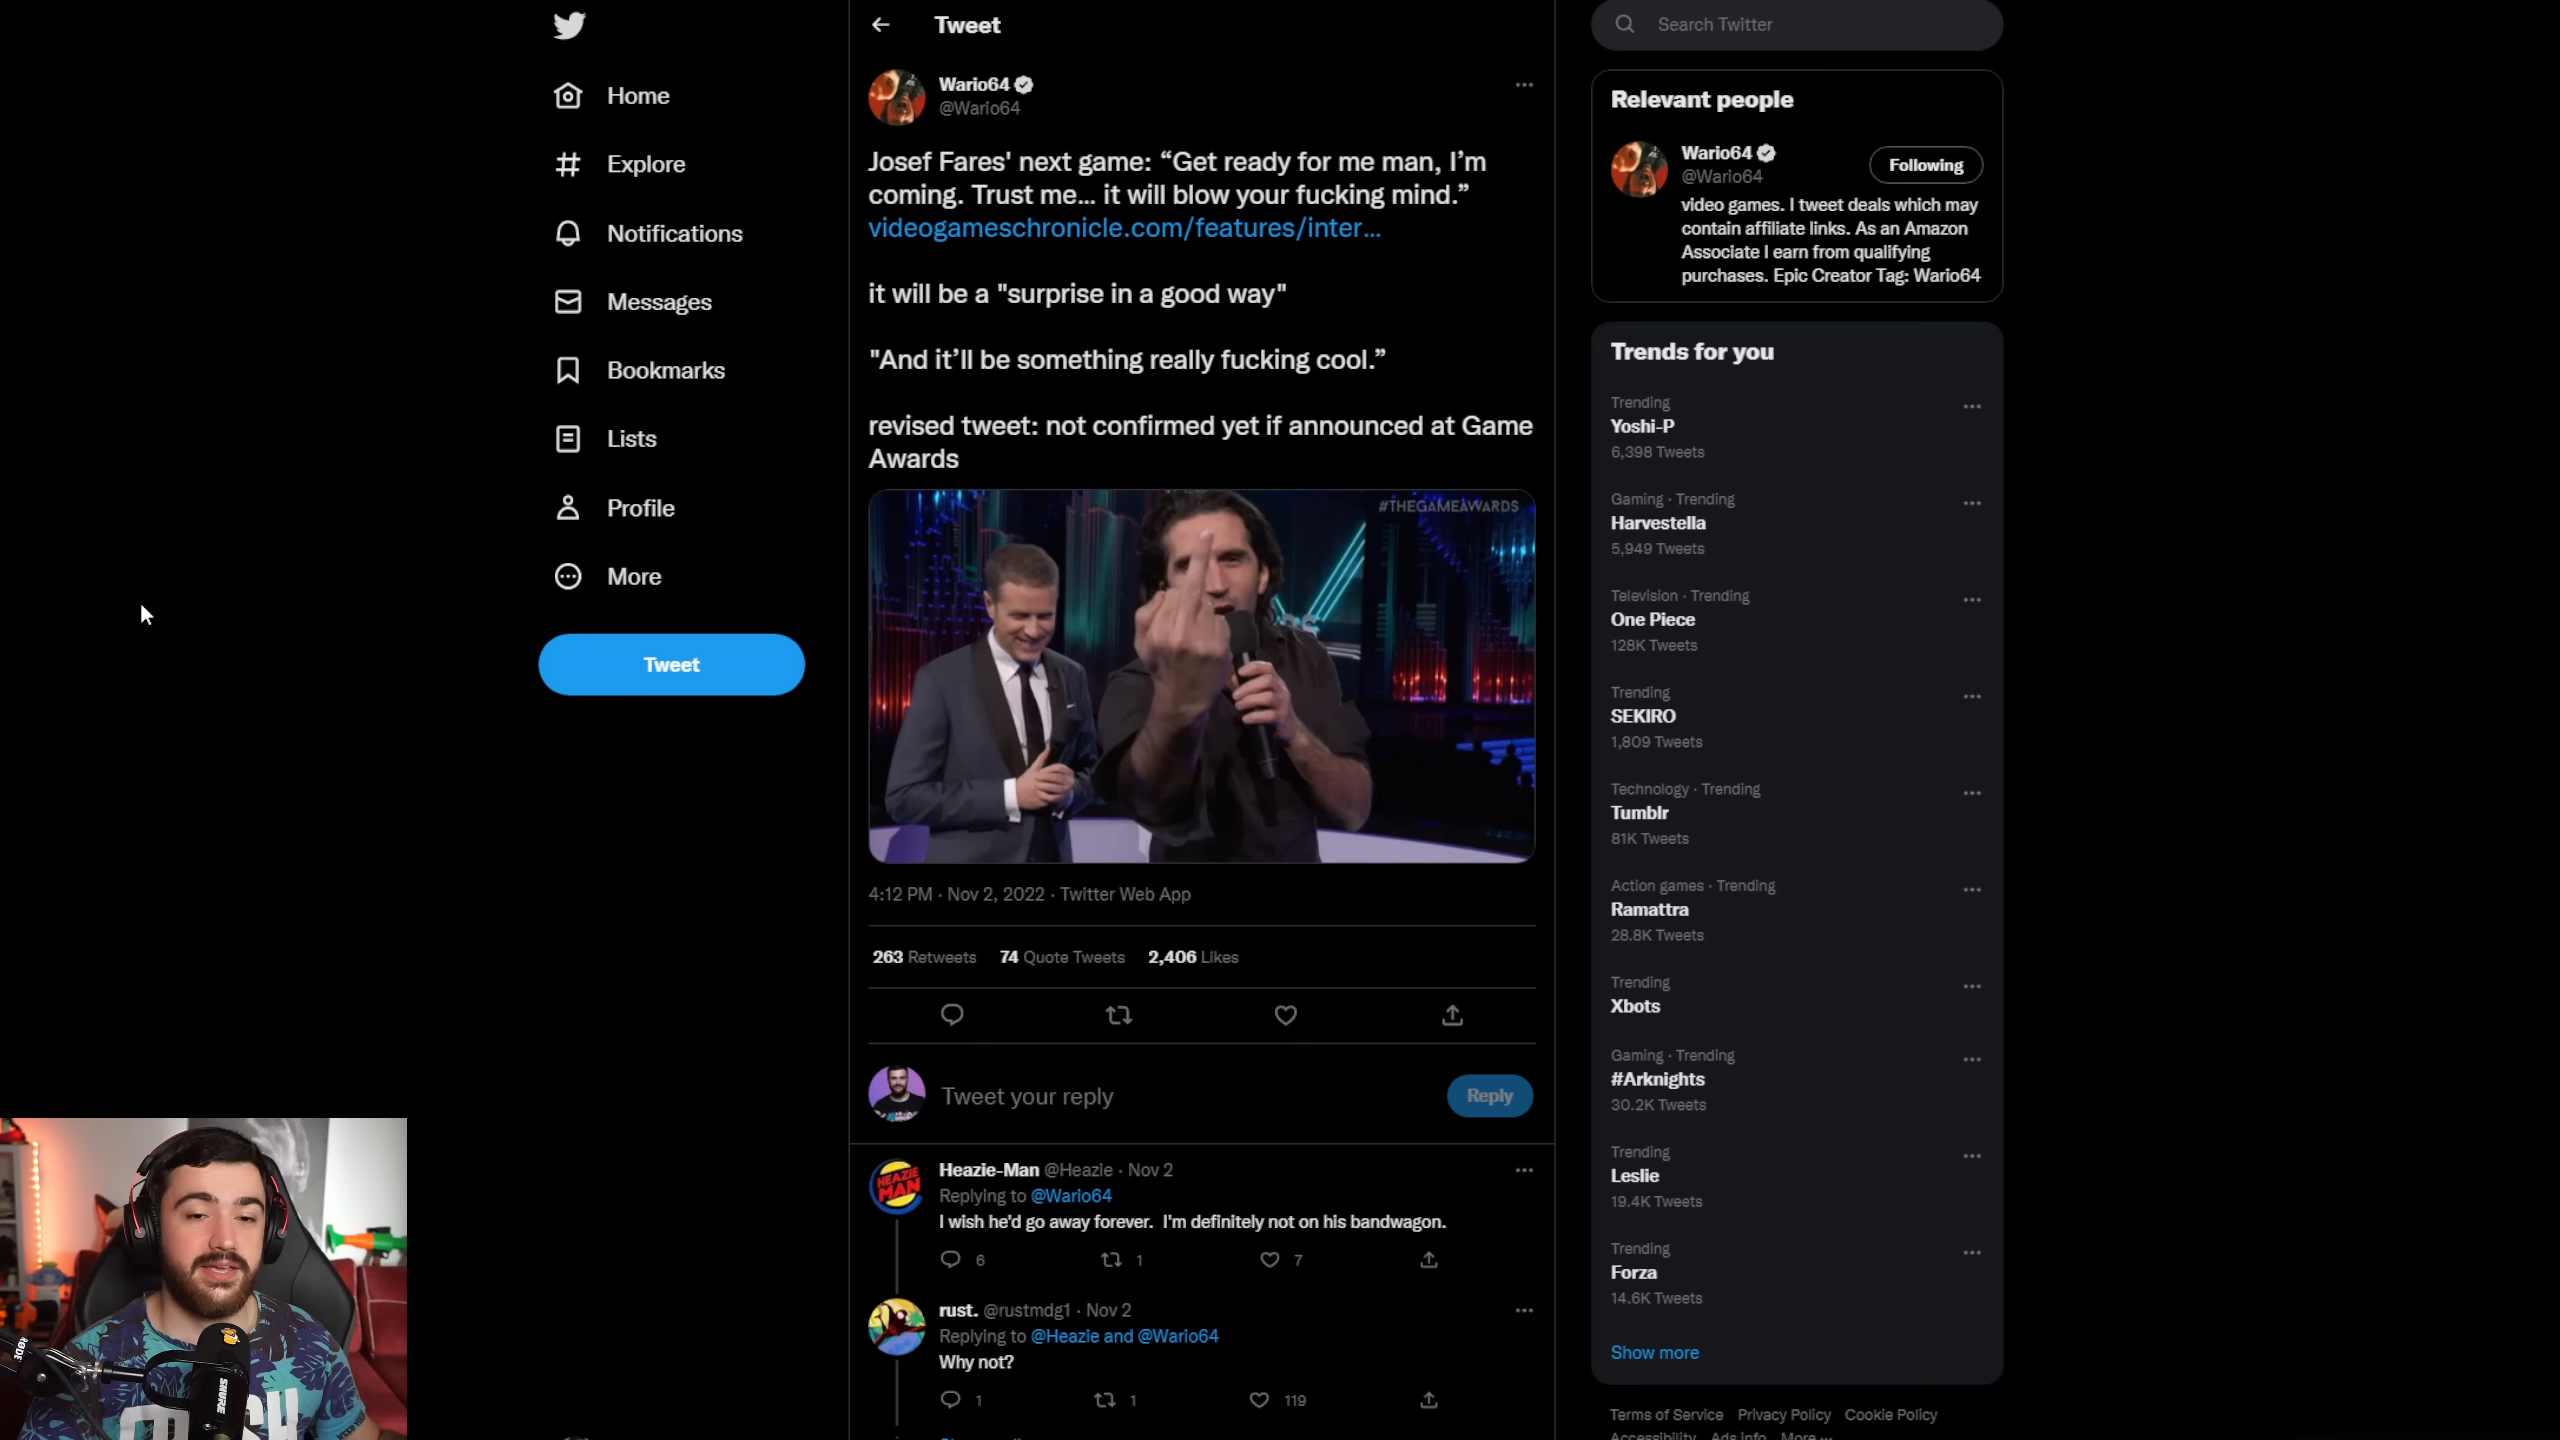 Home
Explore
Notifications
Messages
Bookmarks
Lists
Profile
More
Tweet
Tweet
Wario64
@Wario64
Josef Fares' next game: “Get ready for me man, I’m
coming. Trust me... it will blow your fucking mind.”
videogameschronicle.com/features/inter...
it will be a "surprise in a good way"
"And it’ll be something really fucking cool.”
revised tweet: not confirmed yet if announced at Game
Awards
#THEGAMEAWARDS
4:12 PM · Nov 2, 2022 · Twitter Web App
263 Retweets 74 Quote Tweets 2,406 Likes
Tweet your reply
Reply
HEAZIE
MAN
Heazie-Man @Heazie · Nov 2
Replying to @Wario64
I wish he'd go away forever. I'm definitely not on his bandwagon.
6 1 7
rust. @rustmdg1 · Nov 2
Replying to @Heazie and @Wario64
Why not?
1 1 119
Search Twitter
Relevant people
Wario64
@Wario64
Following
video games. I tweet deals which may
contain affiliate links. As an Amazon
Associate I earn from qualifying
purchases. Epic Creator Tag: Wario64
Trends for you
Trending
Yoshi-P
6,398 Tweets
Gaming · Trending
Harvestella
5,949 Tweets
Television · Trending
One Piece
128K Tweets
Trending
SEKIRO
1,809 Tweets
Technology · Trending
Tumblr
81K Tweets
Action games · Trending
Ramattra
28.8K Tweets
Trending
Xbots
Gaming · Trending
#Arknights
30.2K Tweets
Trending
Leslie
19.4K Tweets
Trending
Forza
14.6K Tweets
Show more
Terms of Service Privacy Policy Cookie Policy
Accessibility Ads info More ...
RØDE
SHURE